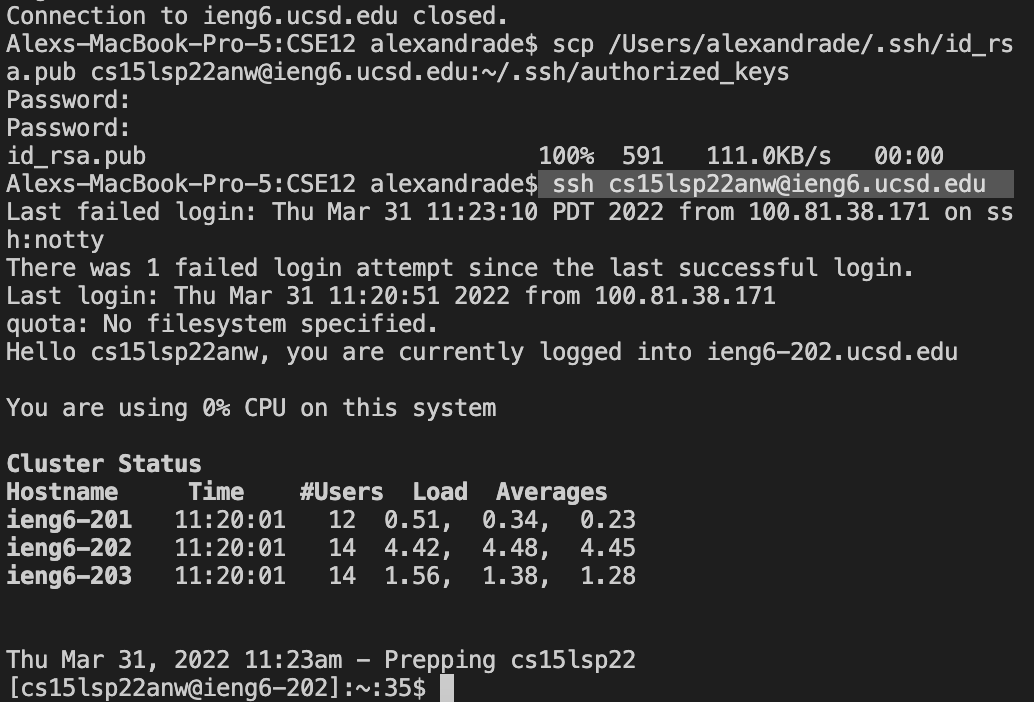 Connection to ieng6.ucsd.edu closed.
Alexs-MacBook-Pro-5:CSE12 alexandrade$ scp /Users/alexandrade/.ssh/id_rs
a.pub cs15lsp22anw@ieng6.ucsd.edu:~/.ssh/authorized_keys
Password:
Password:
id_rsa.pub 100% 591 111.0KB/s 00:00
Alexs-MacBook-Pro-5:CSE12 alexandrade$ ssh cs15lsp22anw@ieng6.ucsd.edu
Last failed login: Thu Mar 31 11:23:10 PDT 2022 from 100.81.38.171 on ss
h:notty
There was 1 failed login attempt since the last successful login.
Last login: Thu Mar 31 11:20:51 2022 from 100.81.38.171
quota: No filesystem specified.
Hello cs15lsp22anw, you are currently logged into ieng6-202.ucsd.edu
You are using 0% CPU on this system
Cluster Status
Hostname Time #Users Load Averages
ieng6-201 11:20:01 12 0.51, 0.34, 0.23
ieng6-202 11:20:01 14 4.42, 4.48, 4.45
ieng6-203 11:20:01 14 1.56, 1.38, 1.28
Thu Mar 31, 2022 11:23am - Prepping cs15lsp22
[cs15lsp22anw@ieng6-202]:~:35$